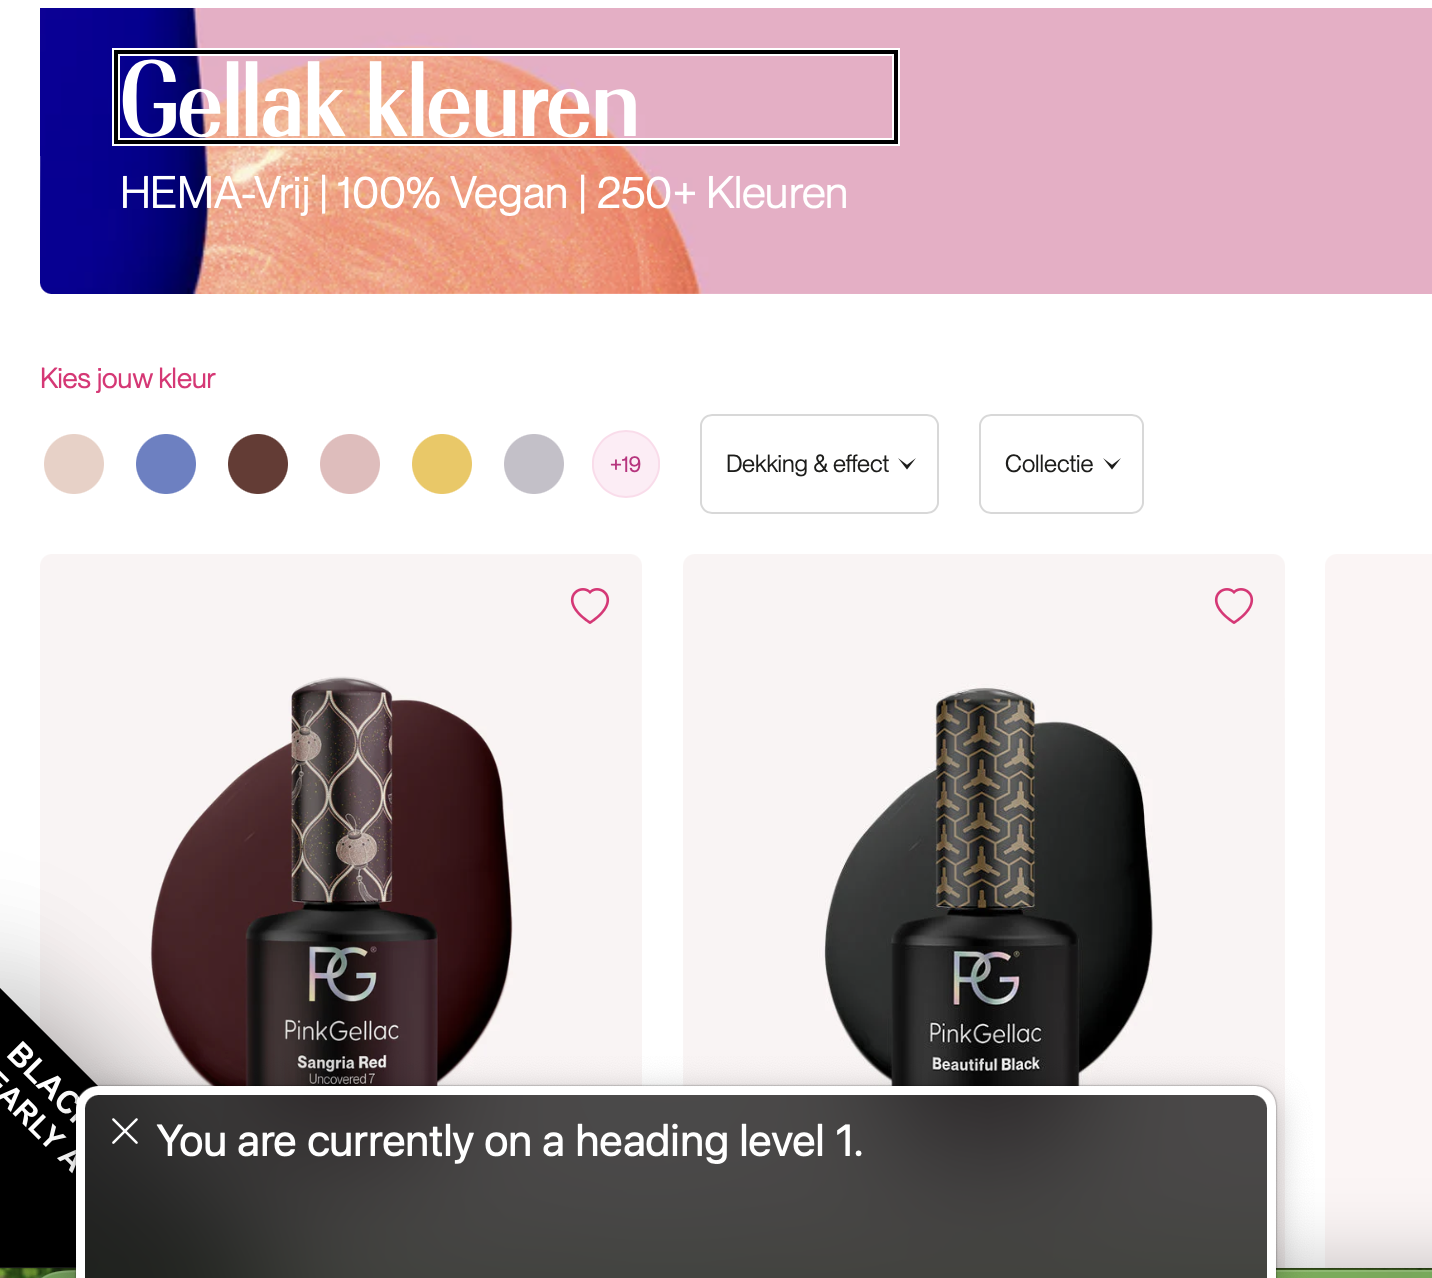 Gellak kleuren
HEMA-Vrij | 100% Vegan | 250+ Kleuren
Kies jouw kleur
+19
Dekking & effect
Collectie
PG®
PinkGellac
Sangria Red
Uncovered 7
PG®
PinkGellac
Beautiful Black
BLAC
EARLY A
You are currently on a heading level 1.